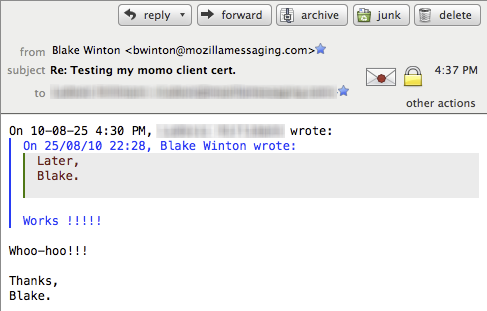 reply
forward
archive
junk
delete
from Blake Winton <bwinton@mozillamessaging.com>
subject Re: Testing my momo client cert.
4:37 PM
to
other actions
On 10-08-25 4:30 PM, wrote:
On 25/08/10 22:28, Blake Winton wrote:
Later,
Blake.
Works !!!!!
Whoo-hoo!!!
Thanks,
Blake.